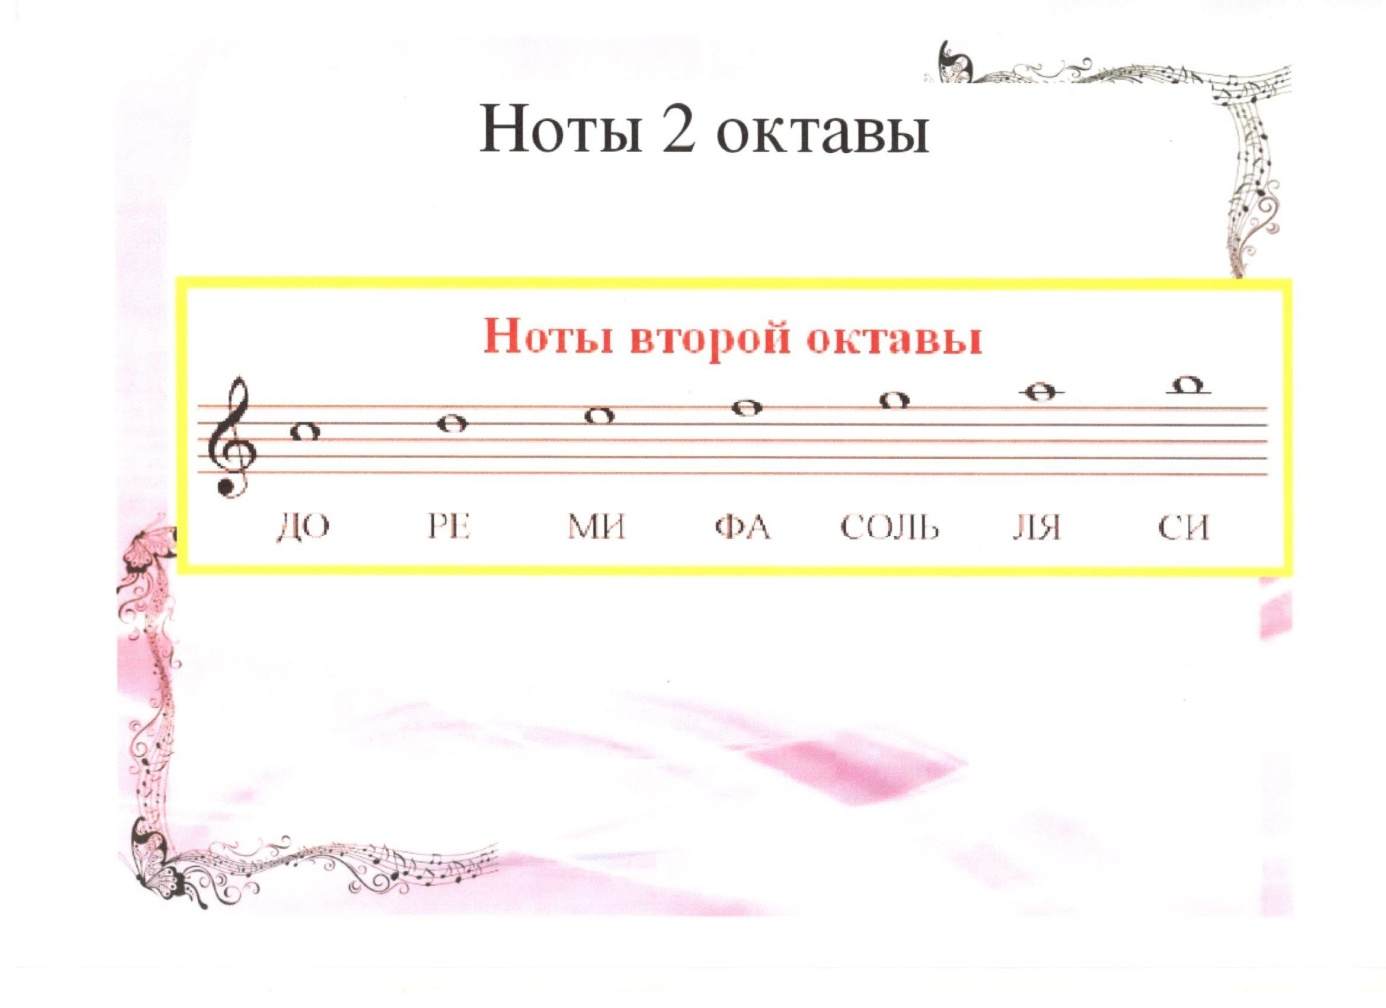 Ноты 2 октавы
Ноты второй октавы
ДО РЕ МИ ФА СОЛЬ ЛЯ СИ